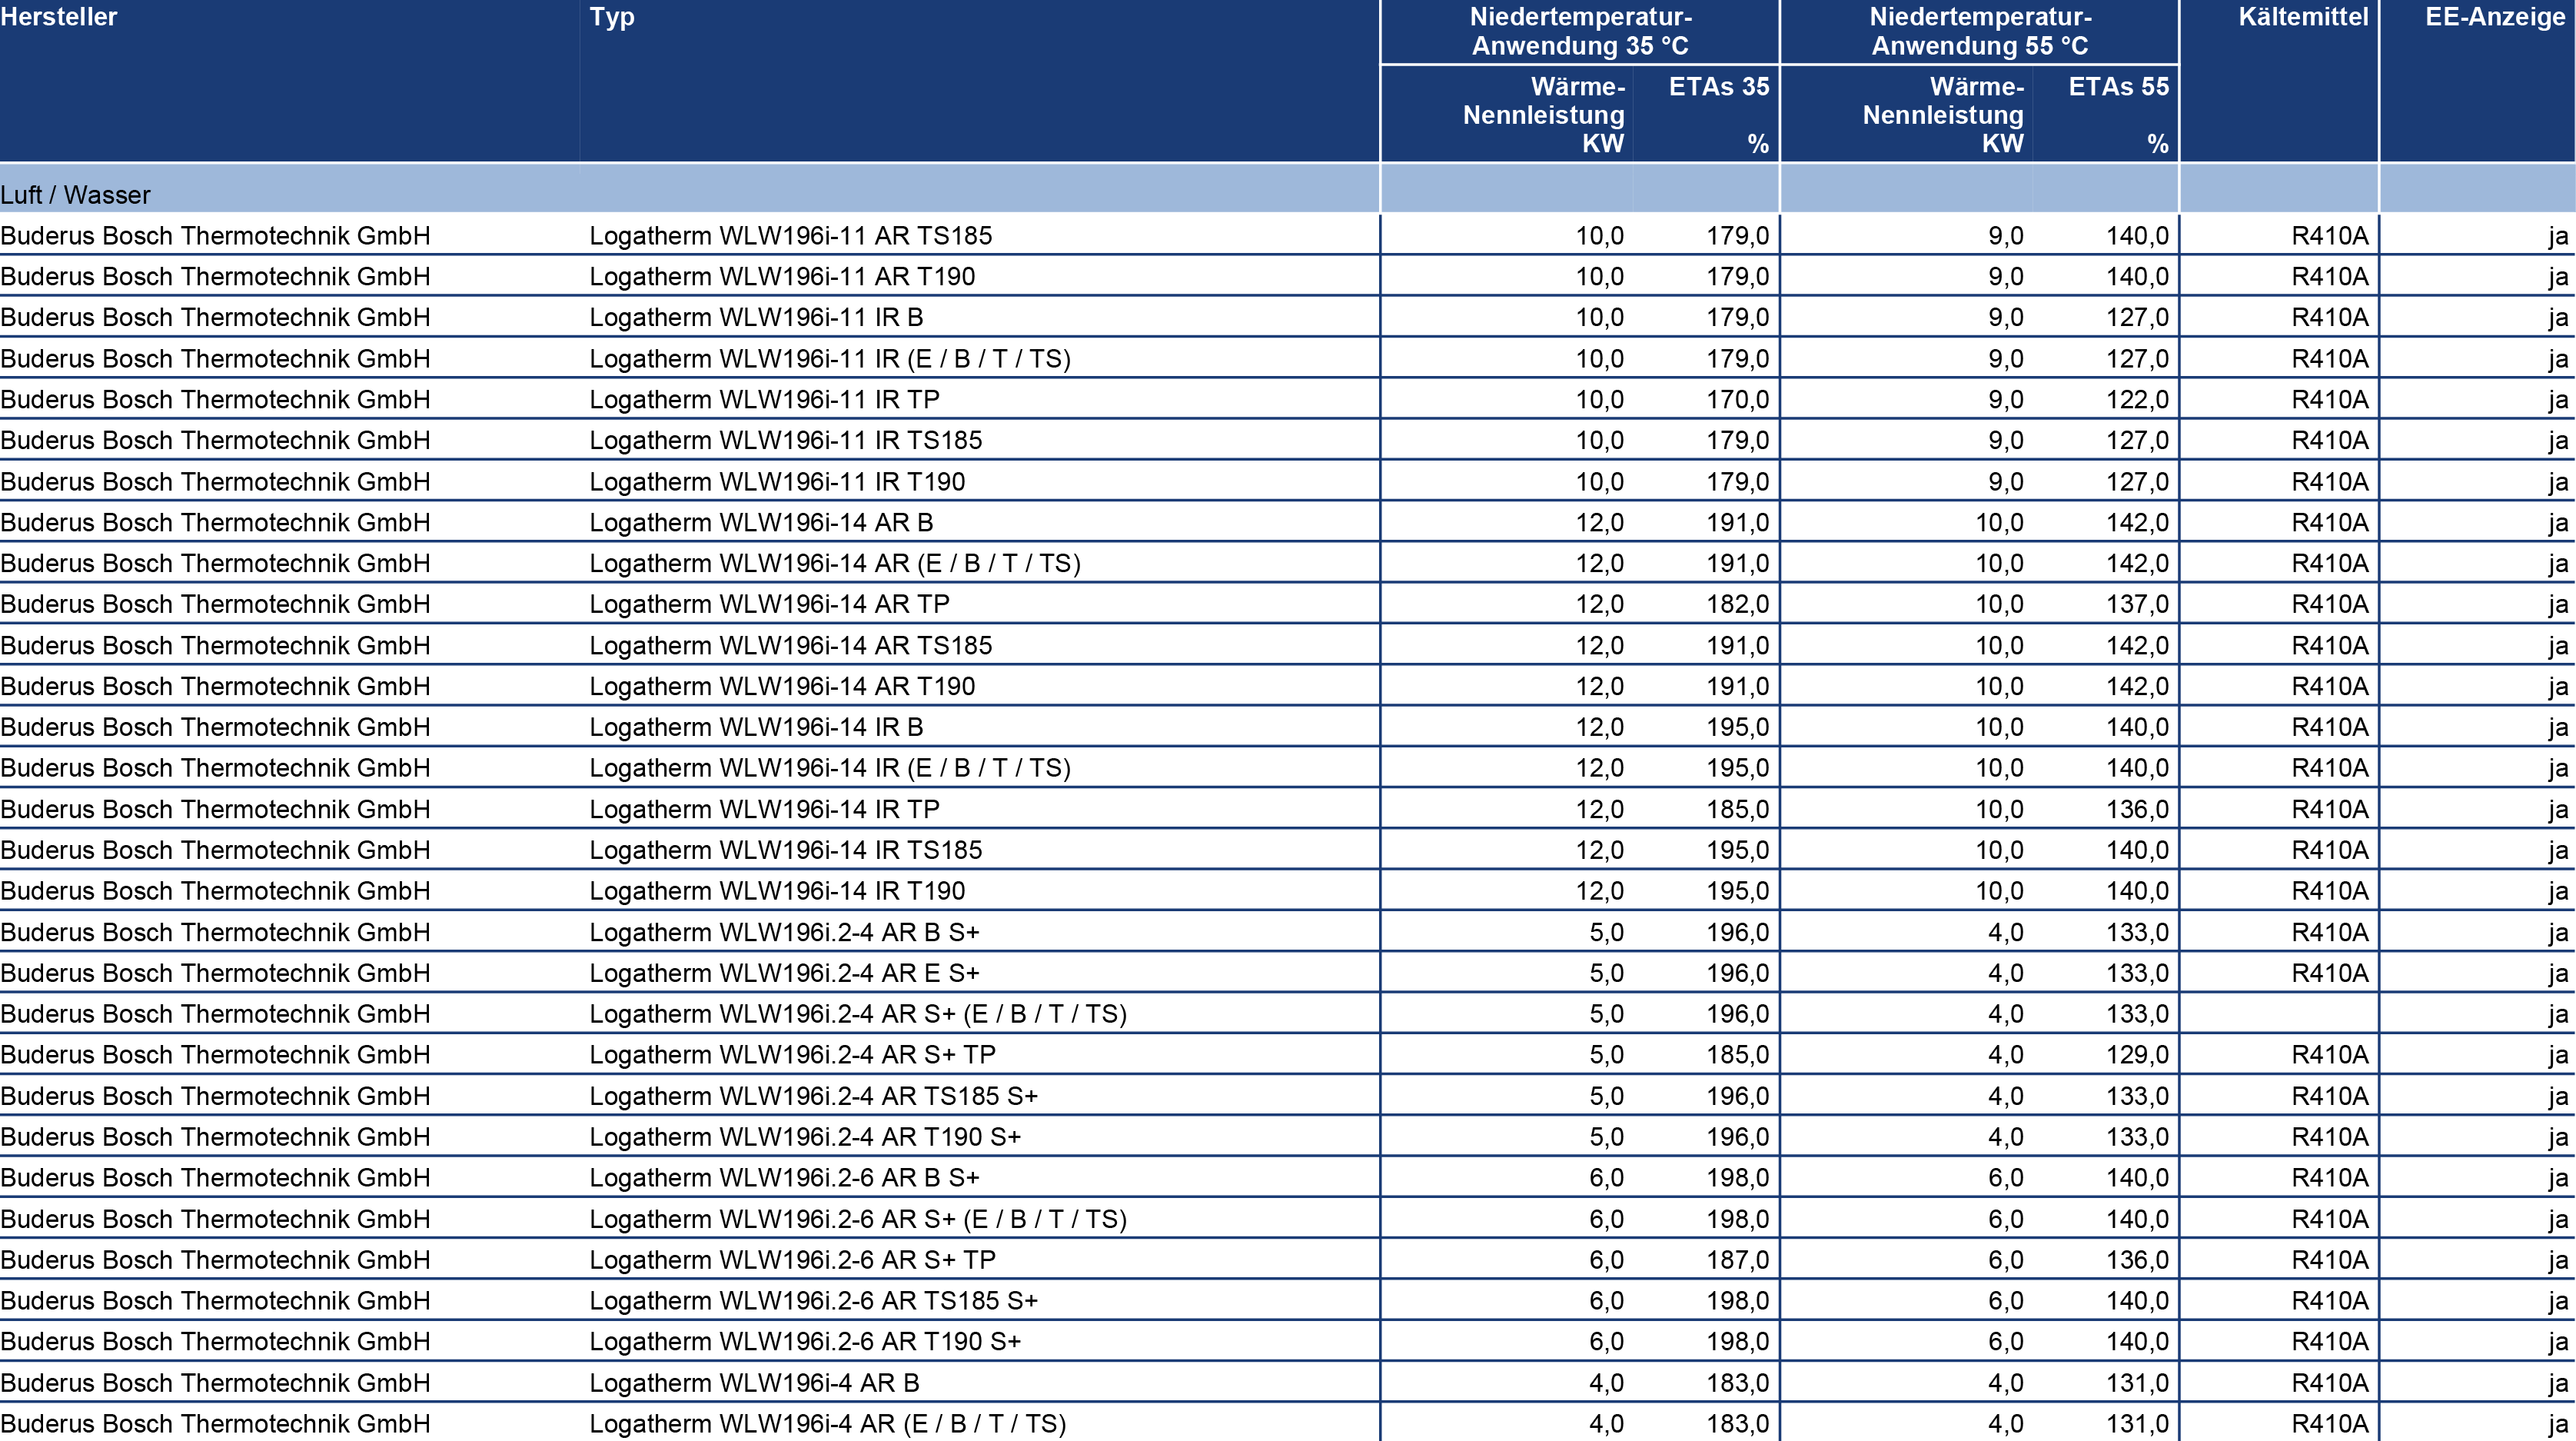 Hersteller Typ Niedertemperatur- Niedertemperatur- Kältemittel EE-Anzeige
Anwendung 35 °C Anwendung 55 °C
Wärme- ETAs 35 Wärme- ETAs 55
Nennleistung Nennleistung
KW % KW %
Luft / Wasser
Buderus Bosch Thermotechnik GmbH Logatherm WLW196i-11 AR TS185 10,0 179,0 9,0 140,0 R410A ja
Buderus Bosch Thermotechnik GmbH Logatherm WLW196i-11 AR T190 10,0 179,0 9,0 140,0 R410A ja
Buderus Bosch Thermotechnik GmbH Logatherm WLW196i-11 IR B 10,0 179,0 9,0 127,0 R410A ja
Buderus Bosch Thermotechnik GmbH Logatherm WLW196i-11 IR (E / B / T / TS) 10,0 179,0 9,0 127,0 R410A ja
Buderus Bosch Thermotechnik GmbH Logatherm WLW196i-11 IR TP 10,0 170,0 9,0 122,0 R410A ja
Buderus Bosch Thermotechnik GmbH Logatherm WLW196i-11 IR TS185 10,0 179,0 9,0 127,0 R410A ja
Buderus Bosch Thermotechnik GmbH Logatherm WLW196i-11 IR T190 10,0 179,0 9,0 127,0 R410A ja
Buderus Bosch Thermotechnik GmbH Logatherm WLW196i-14 AR B 12,0 191,0 10,0 142,0 R410A ja
Buderus Bosch Thermotechnik GmbH Logatherm WLW196i-14 AR (E / B / T / TS) 12,0 191,0 10,0 142,0 R410A ja
Buderus Bosch Thermotechnik GmbH Logatherm WLW196i-14 AR TP 12,0 182,0 10,0 137,0 R410A ja
Buderus Bosch Thermotechnik GmbH Logatherm WLW196i-14 AR TS185 12,0 191,0 10,0 142,0 R410A ja
Buderus Bosch Thermotechnik GmbH Logatherm WLW196i-14 AR T190 12,0 191,0 10,0 142,0 R410A ja
Buderus Bosch Thermotechnik GmbH Logatherm WLW196i-14 IR B 12,0 195,0 10,0 140,0 R410A ja
Buderus Bosch Thermotechnik GmbH Logatherm WLW196i-14 IR (E / B / T / TS) 12,0 195,0 10,0 140,0 R410A ja
Buderus Bosch Thermotechnik GmbH Logatherm WLW196i-14 IR TP 12,0 185,0 10,0 136,0 R410A ja
Buderus Bosch Thermotechnik GmbH Logatherm WLW196i-14 IR TS185 12,0 195,0 10,0 140,0 R410A ja
Buderus Bosch Thermotechnik GmbH Logatherm WLW196i-14 IR T190 12,0 195,0 10,0 140,0 R410A ja
Buderus Bosch Thermotechnik GmbH Logatherm WLW196i.2-4 AR B S+ 5,0 196,0 4,0 133,0 R410A ja
Buderus Bosch Thermotechnik GmbH Logatherm WLW196i.2-4 AR E S+ 5,0 196,0 4,0 133,0 R410A ja
Buderus Bosch Thermotechnik GmbH Logatherm WLW196i.2-4 AR S+ (E / B / T / TS) 5,0 196,0 4,0 133,0 ja
Buderus Bosch Thermotechnik GmbH Logatherm WLW196i.2-4 AR S+ TP 5,0 185,0 4,0 129,0 R410A ja
Buderus Bosch Thermotechnik GmbH Logatherm WLW196i.2-4 AR TS185 S+ 5,0 196,0 4,0 133,0 R410A ja
Buderus Bosch Thermotechnik GmbH Logatherm WLW196i.2-4 AR T190 S+ 5,0 196,0 4,0 133,0 R410A ja
Buderus Bosch Thermotechnik GmbH Logatherm WLW196i.2-6 AR B S+ 6,0 198,0 6,0 140,0 R410A ja
Buderus Bosch Thermotechnik GmbH Logatherm WLW196i.2-6 AR S+ (E / B / T / TS) 6,0 198,0 6,0 140,0 R410A ja
Buderus Bosch Thermotechnik GmbH Logatherm WLW196i.2-6 AR S+ TP 6,0 187,0 6,0 136,0 R410A ja
Buderus Bosch Thermotechnik GmbH Logatherm WLW196i.2-6 AR TS185 S+ 6,0 198,0 6,0 140,0 R410A ja
Buderus Bosch Thermotechnik GmbH Logatherm WLW196i.2-6 AR T190 S+ 6,0 198,0 6,0 140,0 R410A ja
Buderus Bosch Thermotechnik GmbH Logatherm WLW196i-4 AR B 4,0 183,0 4,0 131,0 R410A ja
Buderus Bosch Thermotechnik GmbH Logatherm WLW196i-4 AR (E / B / T / TS) 4,0 183,0 4,0 131,0 R410A ja